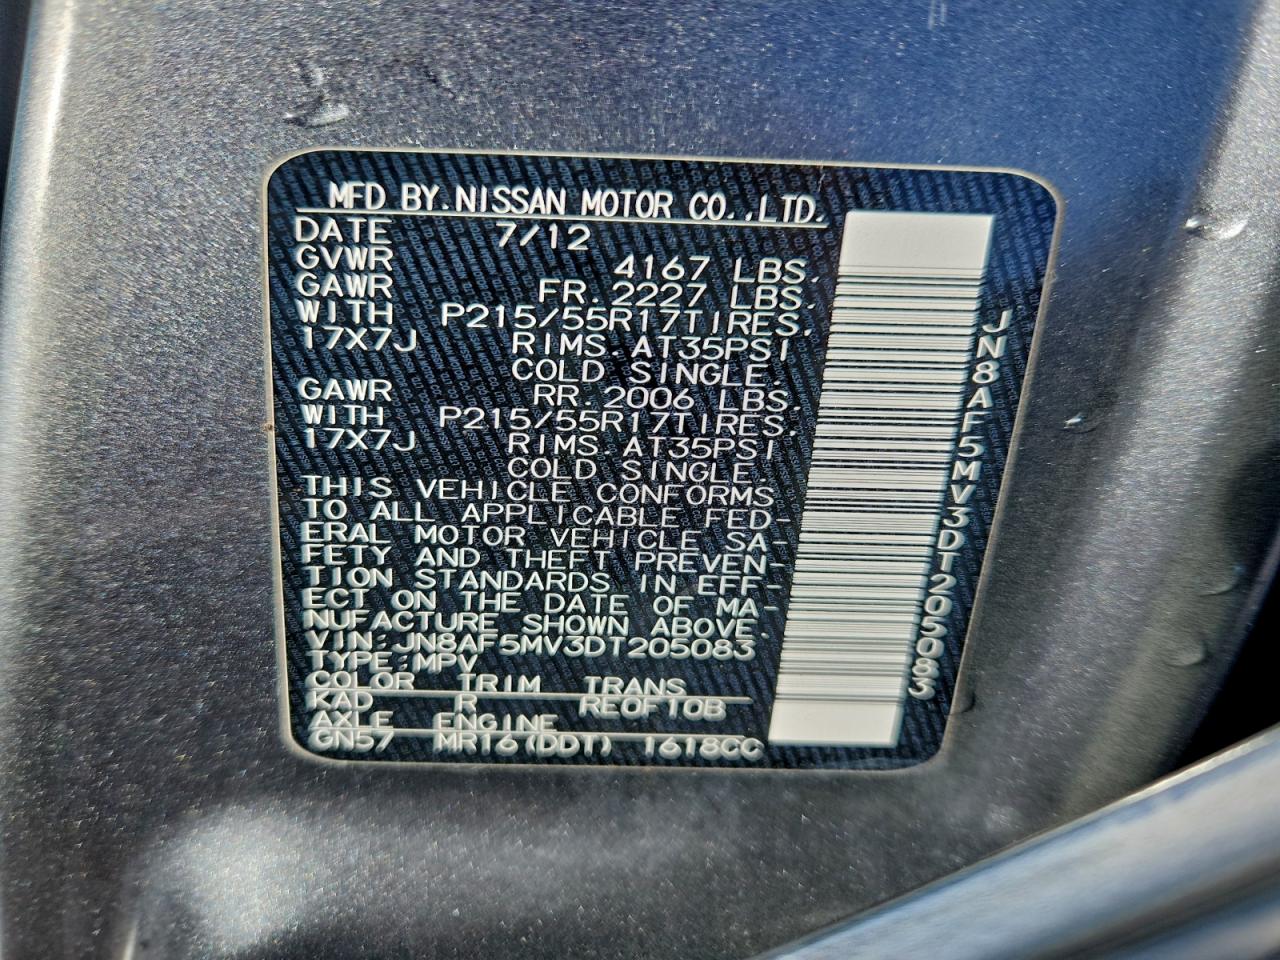 MFD BY.NISSAN MOTOR CO.,LTD.
DATE 7/12
GVWR 4167 LBS.
GAWR FR.2227 LBS.
WITH P215/55R17TIRES.
17X7J RIMS.AT35PSI
COLD SINGLE.
GAWR RR.2006 LBS.
WITH P215/55R17TIRES.
17X7J RIMS.AT35PSI
COLD SINGLE.
THIS VEHICLE CONFORMS
TO ALL APPLICABLE FED-
ERAL MOTOR VEHICLE SA-
FETY AND THEFT PREVEN-
TION STANDARDS IN EFF-
ECT ON THE DATE OF MA-
NUFACTURE SHOWN ABOVE.
VIN:JN8AF5MV3DT205083
TYPE:MPV
COLOR TRIM TRANS
KAD R RE0F10B
AXLE ENGINE
GN57 MR16(DDT) 1618CC
JN8AF5MV3DT205083